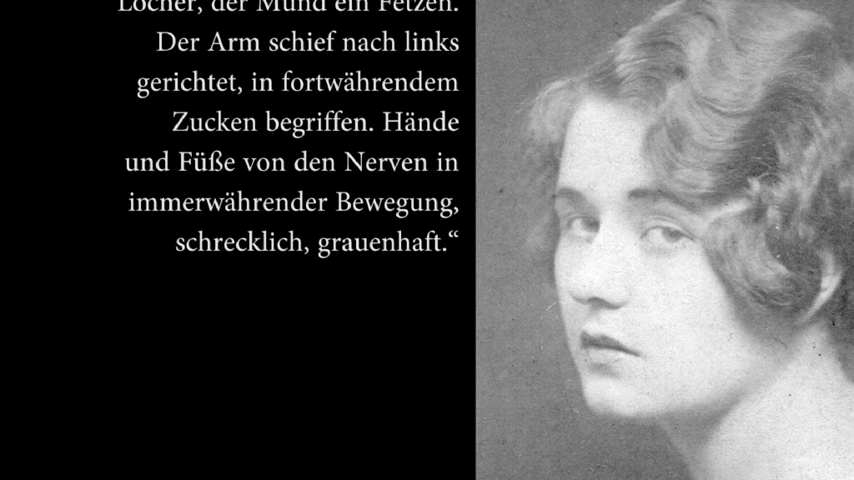 Löcher, der Mund ein Fetzen.
Der Arm schief nach links
gerichtet, in fortwährendem
Zucken begriffen. Hände
und Füße von den Nerven in
immerwährender Bewegung,
schrecklich, grauenhaft.“